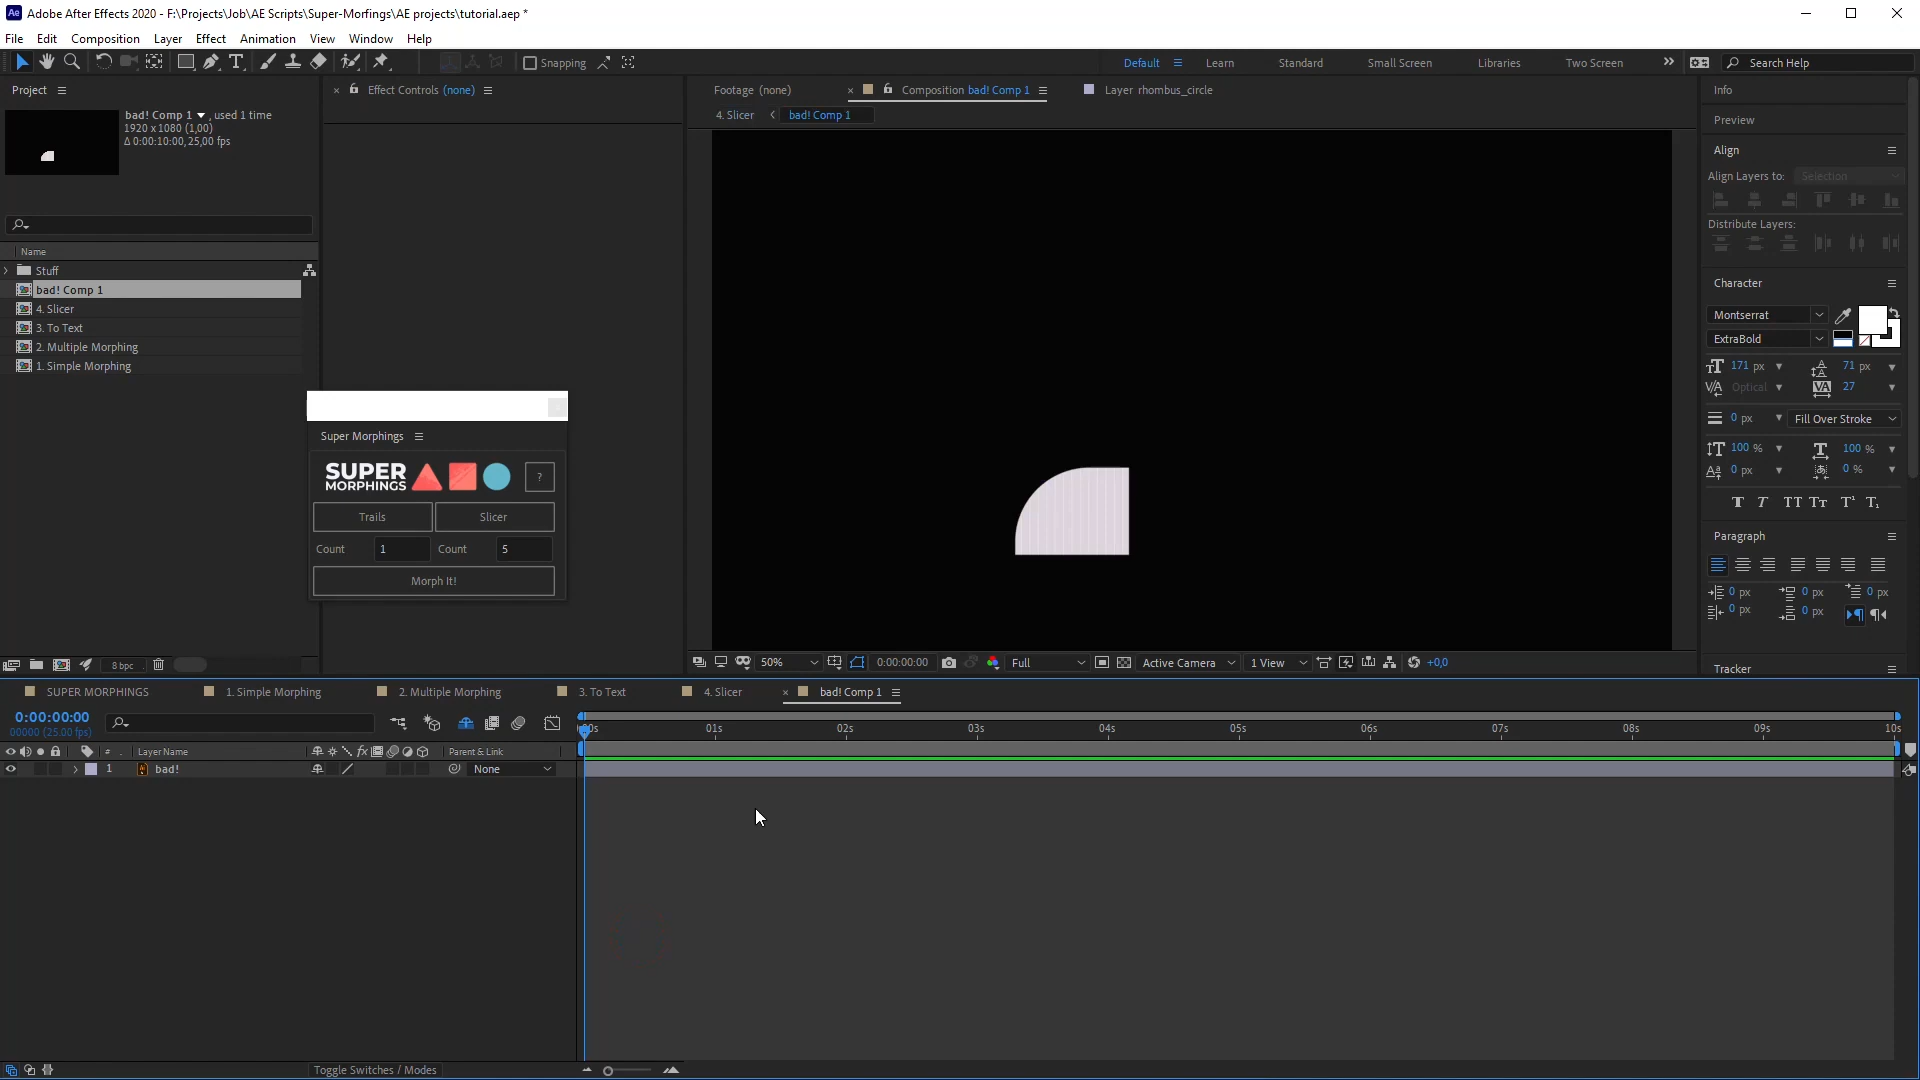 Ae Adobe After Effects 2020 - F:\Projects\Job\AE Scripts\Super-Morfings\AE projects\tutorial.aep *
File Edit Composition Layer Effect Animation View Window Help
Snapping
Default Learn Standard Small Screen Libraries Two Screen Search Help
Project
Effect Controls (none)
Footage (none) Composition bad! Comp 1 Layer rhombus_circle
4. Slicer bad! Comp 1
bad! Comp 1 , used 1 time
1920 x 1080 (1,00)
Δ 0:00:10:00, 25,00 fps
Name
Stuff
bad! Comp 1
4. Slicer
3. To Text
2. Multiple Morphing
1. Simple Morphing
Super Morphings
SUPER
MORPHINGS
?
Trails Slicer
Count 1 Count 5
Morph It!
Info
Preview
Align
Align Layers to: Selection
Distribute Layers:
Character
Montserrat
ExtraBold
171 px 71 px
Optical 27
0 px Fill Over Stroke
100 % 100 %
0 px 0 %
T T TT Tт T¹ T₁
Paragraph
0 px 0 px 0 px
0 px 0 px
Tracker
8 bpc
50% 0:00:00:00 Full Active Camera 1 View +0,0
SUPER MORPHINGS 1. Simple Morphing 2. Multiple Morphing 3. To Text 4. Slicer bad! Comp 1
0:00:00:00
00000 (25.00 fps)
:00s 01s 02s 03s 04s 05s 06s 07s 08s 09s 10s
# . Layer Name fx Parent & Link
1 bad! None
Toggle Switches / Modes